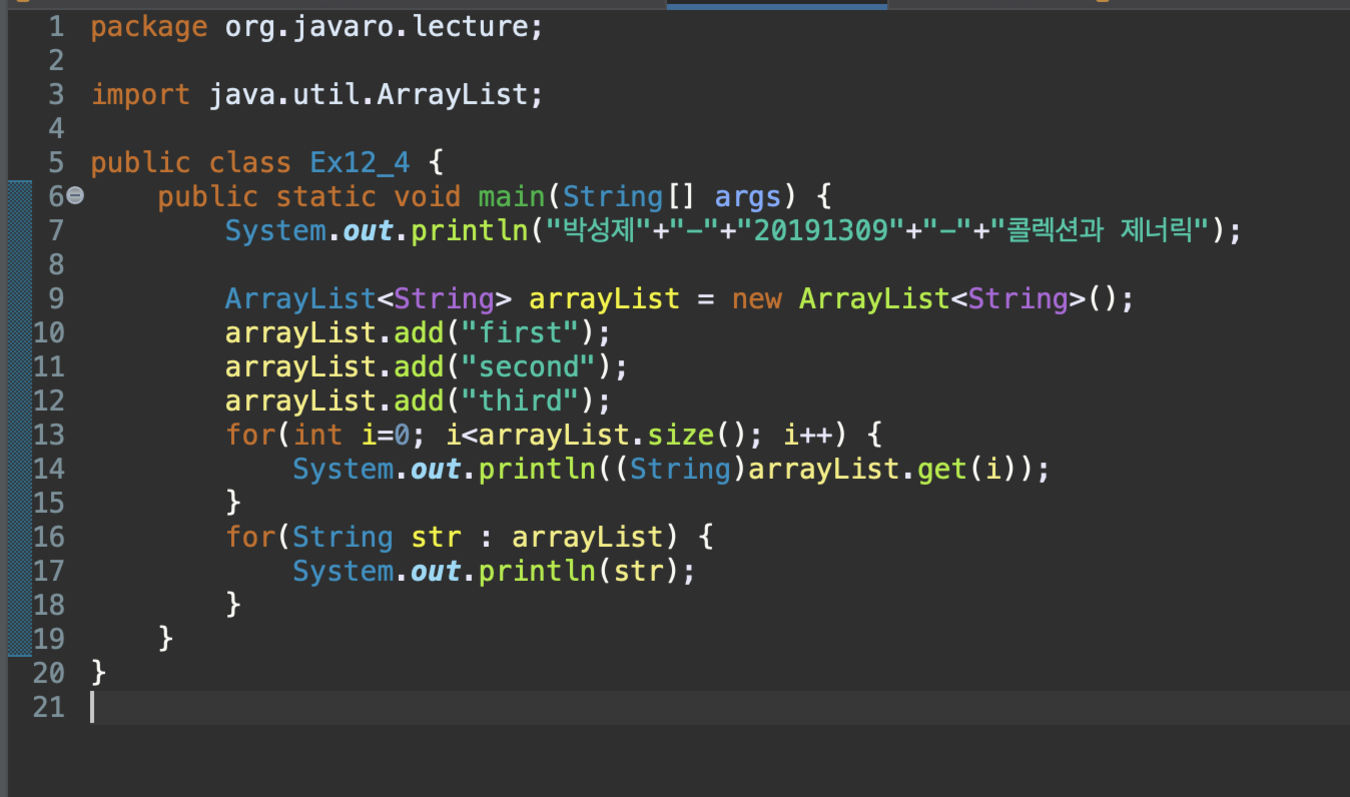 1 package org.javaro.lecture;
2
3 import java.util.ArrayList;
4
5 public class Ex12_4 {
6 public static void main(String[] args) {
7 System.out.println("박성제"+"-"+"20191309"+"-"+"콜렉션과 제너릭");
8
9 ArrayList<String> arrayList = new ArrayList<String>();
10 arrayList.add("first");
11 arrayList.add("second");
12 arrayList.add("third");
13 for(int i=0; i<arrayList.size(); i++) {
14 System.out.println((String)arrayList.get(i));
15 }
16 for(String str : arrayList) {
17 System.out.println(str);
18 }
19 }
20 }
21